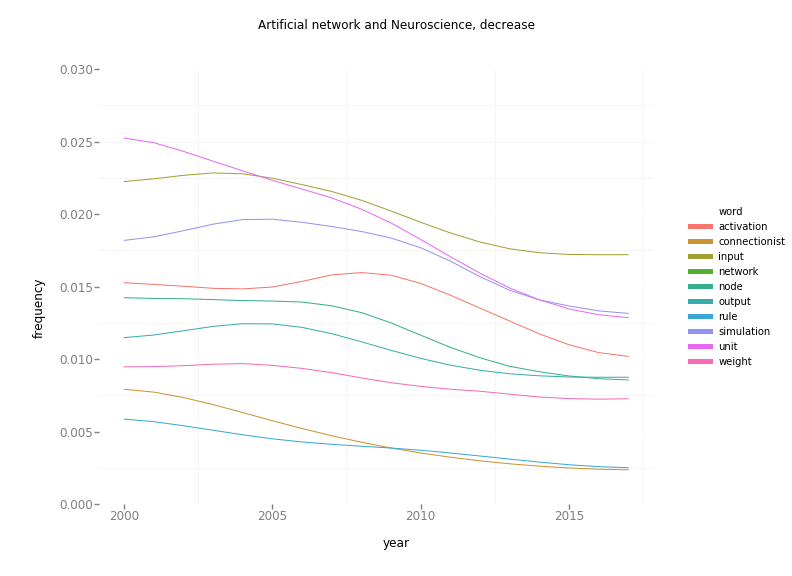 Artificial network and Neuroscience, decrease
0.030
0.025
0.020
0.015
0.010
0.005
0.000
frequency
2000
2005
2010
2015
year
word
activation
connectionist
input
network
node
output
rule
simulation
unit
weight